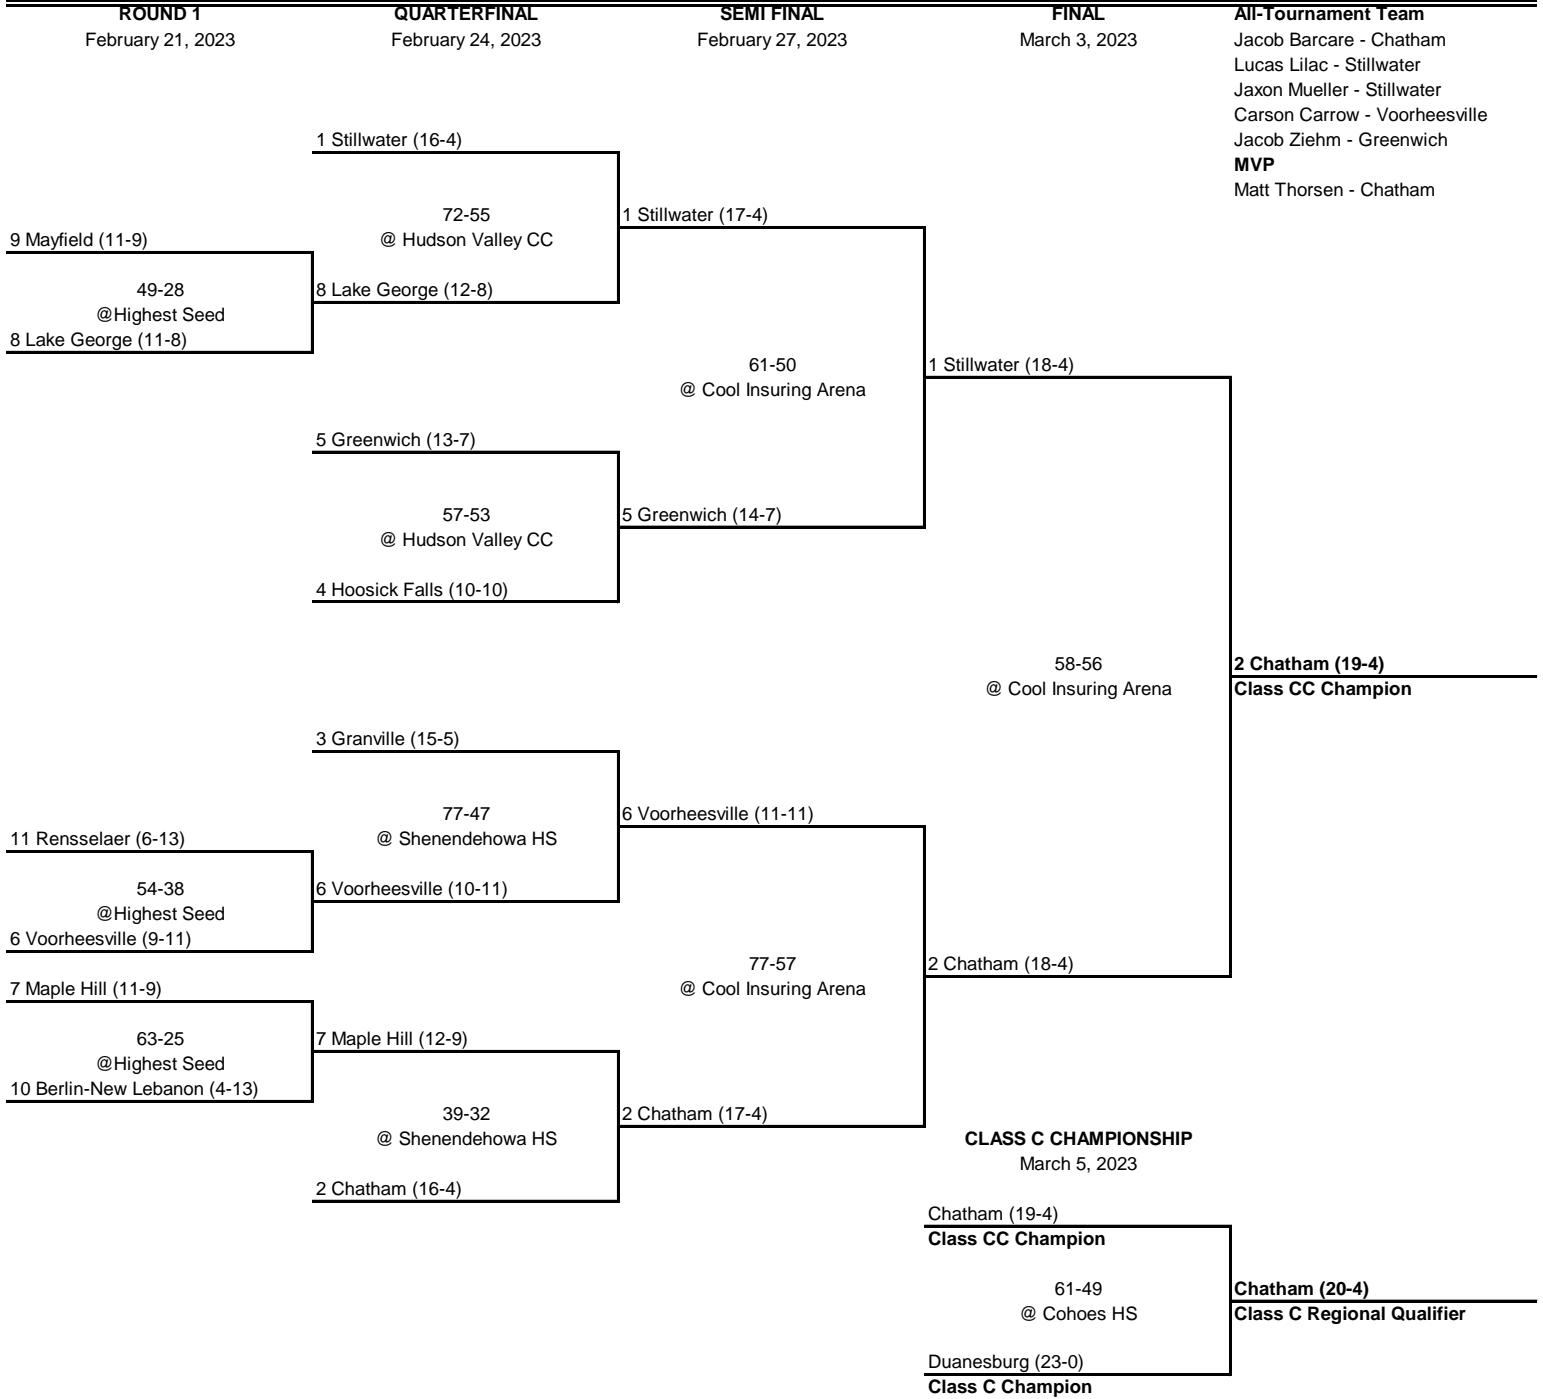 ROUND 1
February 21, 2023
QUARTERFINAL
February 24, 2023
SEMI FINAL
February 27, 2023
FINAL
March 3, 2023
All-Tournament Team
Jacob Barcare - Chatham
Lucas Lilac - Stillwater
Jaxon Mueller - Stillwater
Carson Carrow - Voorheesville
Jacob Ziehm - Greenwich
MVP
Matt Thorsen - Chatham
9 Mayfield (11-9)
49-28
@Highest Seed
8 Lake George (11-8)
11 Rensselaer (6-13)
54-38
@Highest Seed
6 Voorheesville (9-11)
7 Maple Hill (11-9)
63-25
@Highest Seed
10 Berlin-New Lebanon (4-13)
1 Stillwater (16-4)
72-55
@ Hudson Valley CC
8 Lake George (12-8)
5 Greenwich (13-7)
57-53
@ Hudson Valley CC
4 Hoosick Falls (10-10)
3 Granville (15-5)
77-47
@ Shenendehowa HS
6 Voorheesville (10-11)
7 Maple Hill (12-9)
39-32
@ Shenendehowa HS
2 Chatham (16-4)
1 Stillwater (17-4)
61-50
@ Cool Insuring Arena
5 Greenwich (14-7)
6 Voorheesville (11-11)
77-57
@ Cool Insuring Arena
2 Chatham (17-4)
1 Stillwater (18-4)
58-56
@ Cool Insuring Arena
2 Chatham (18-4)
2 Chatham (19-4)
Class CC Champion
CLASS C CHAMPIONSHIP
March 5, 2023
Chatham (19-4)
Class CC Champion
61-49
@ Cohoes HS
Duanesburg (23-0)
Class C Champion
Chatham (20-4)
Class C Regional Qualifier